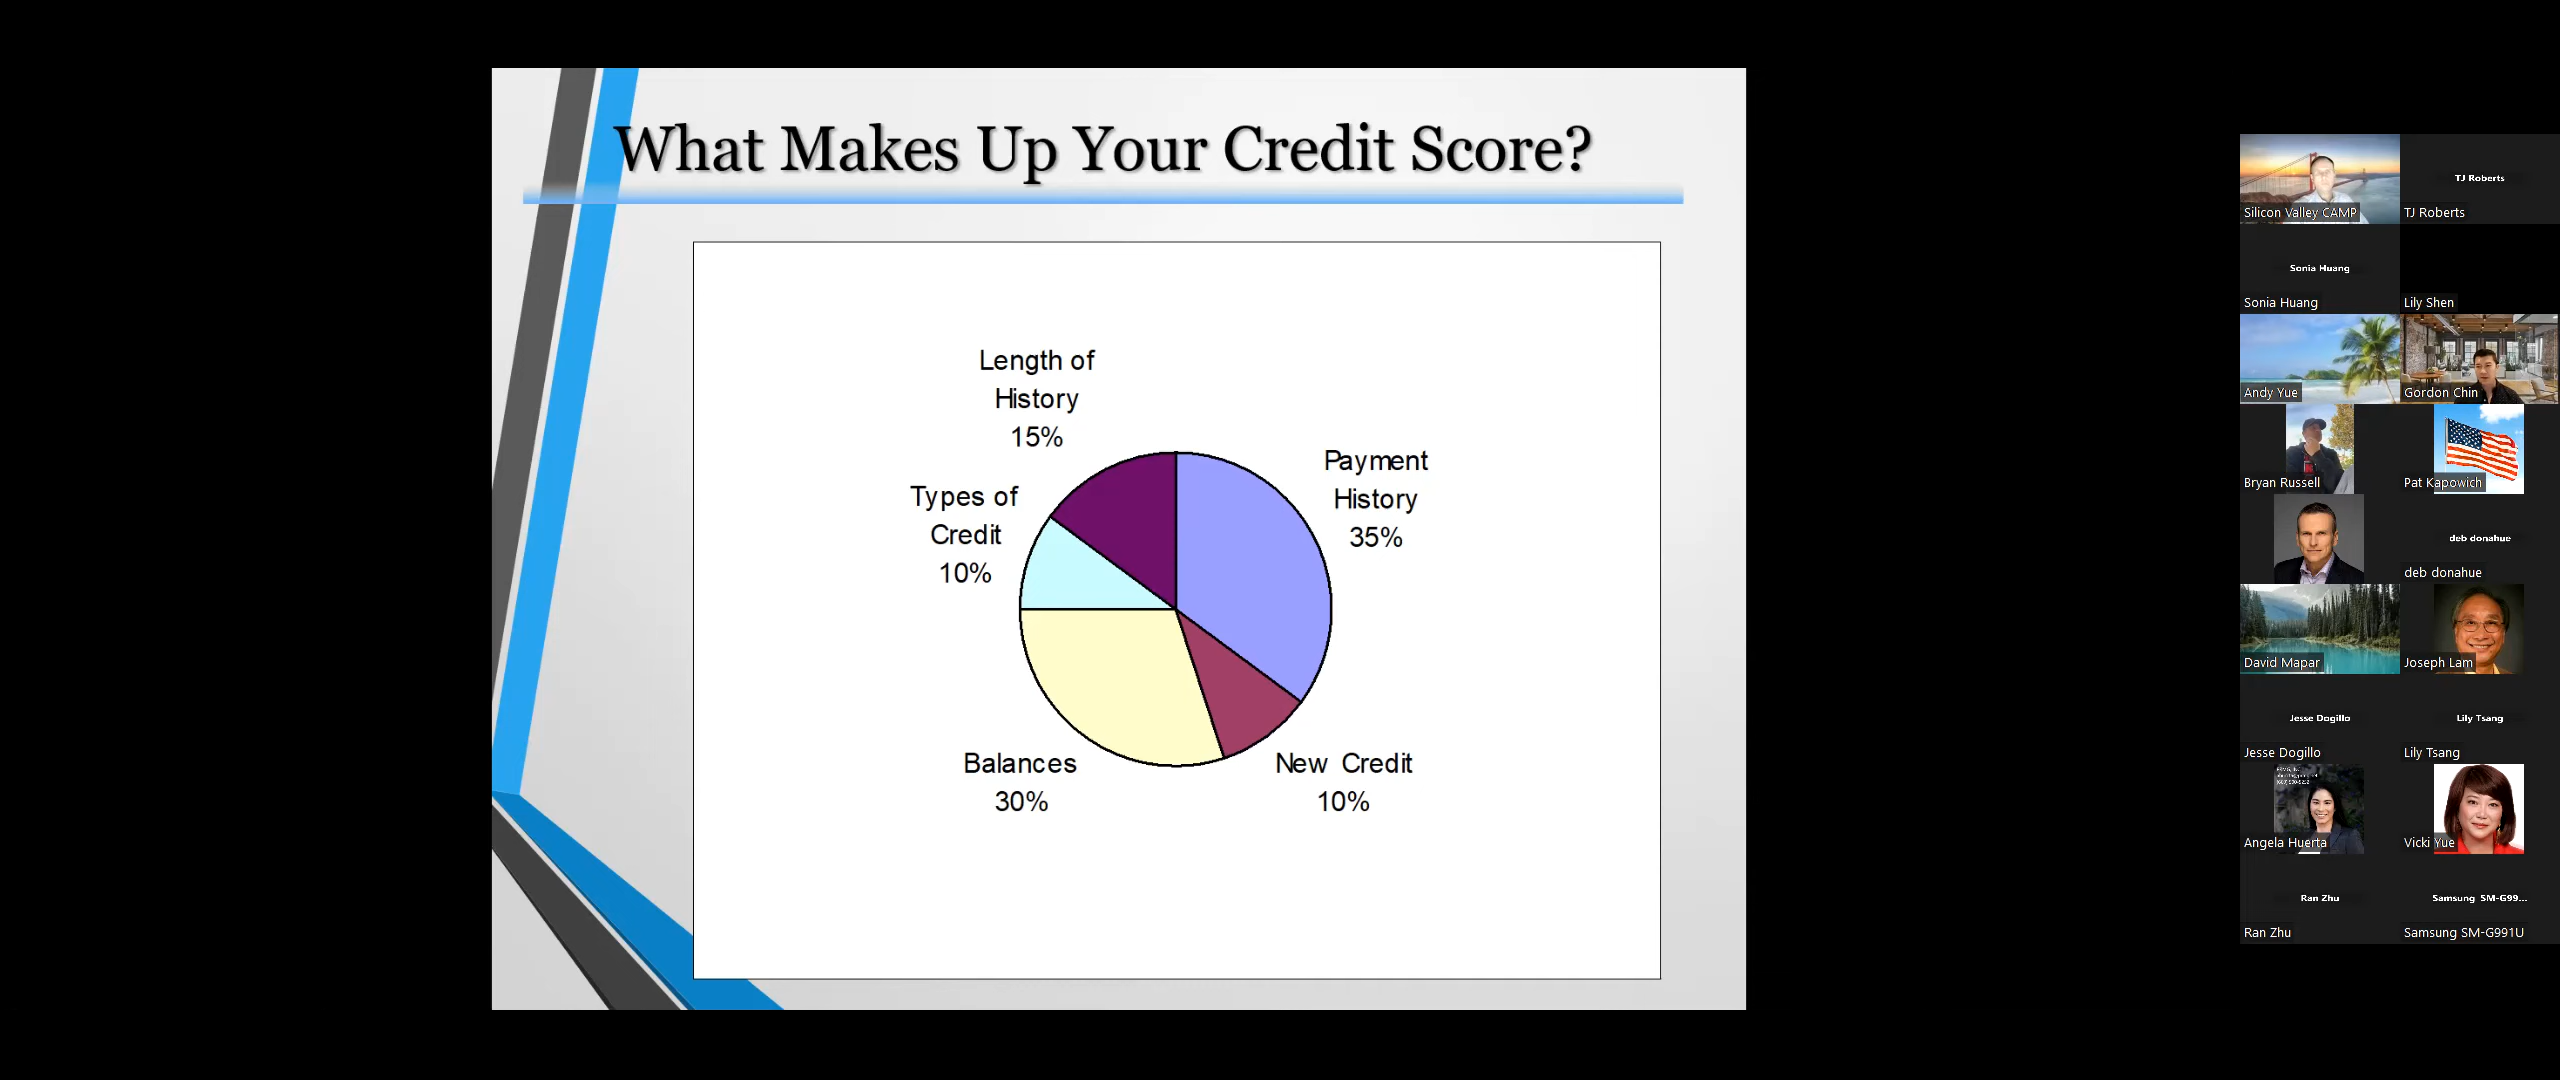 What Makes Up Your Credit Score?
Length of
History
15%
Payment
History
35%
Types of
Credit
10%
Balances
30%
New Credit
10%
Silicon Valley CAMP
TJ Roberts
TJ Roberts
Sonia Huang
Sonia Huang
Lily Shen
Andy Yue
Gordon Chin
Bryan Russell
Pat Kapowich
deb donahue
deb donahue
David Mapar
Joseph Lam
Jesse Dogillo
Jesse Dogillo
Lily Tsang
Lily Tsang
Angela Huerta
Vicki Yue
Ran Zhu
Ran Zhu
Samsung SM-G99...
Samsung SM-G991U